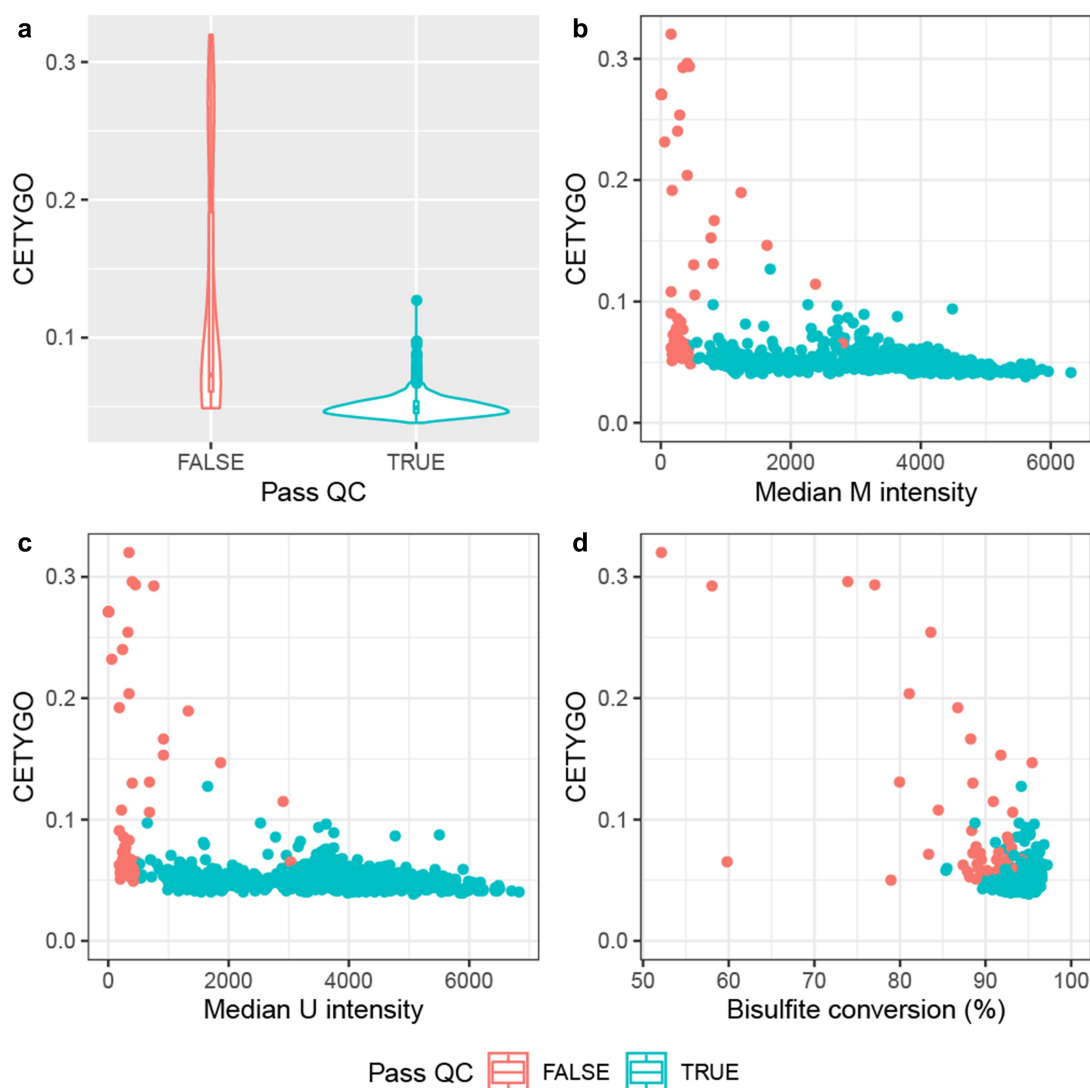 a
CETYGO
0.3
0.2
0.1
FALSE TRUE
Pass QC
b
CETYGO
0.3
0.2
0.1
0.0
0 2000 4000 6000
Median M intensity
c
CETYGO
0.3
0.2
0.1
0.0
0 2000 4000 6000
Median U intensity
d
CETYGO
0.3
0.2
0.1
0.0
50 60 70 80 90 100
Bisulfite conversion (%)
Pass QC FALSE TRUE